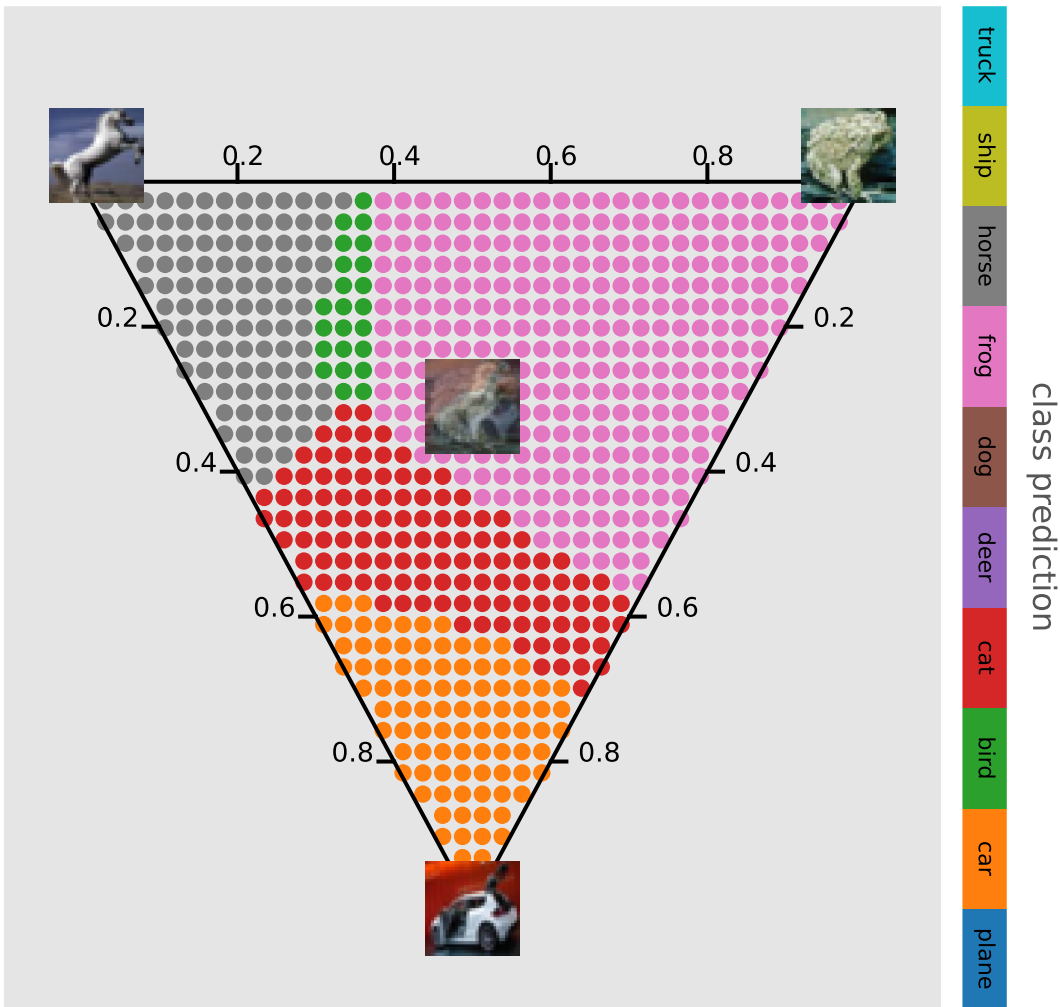 0.2 0.4 0.6 0.8
0.2 0.2
0.4 0.4
0.6 0.6
0.8 0.8
truck
ship
horse
frog
dog
deer
cat
bird
car
plane
class prediction